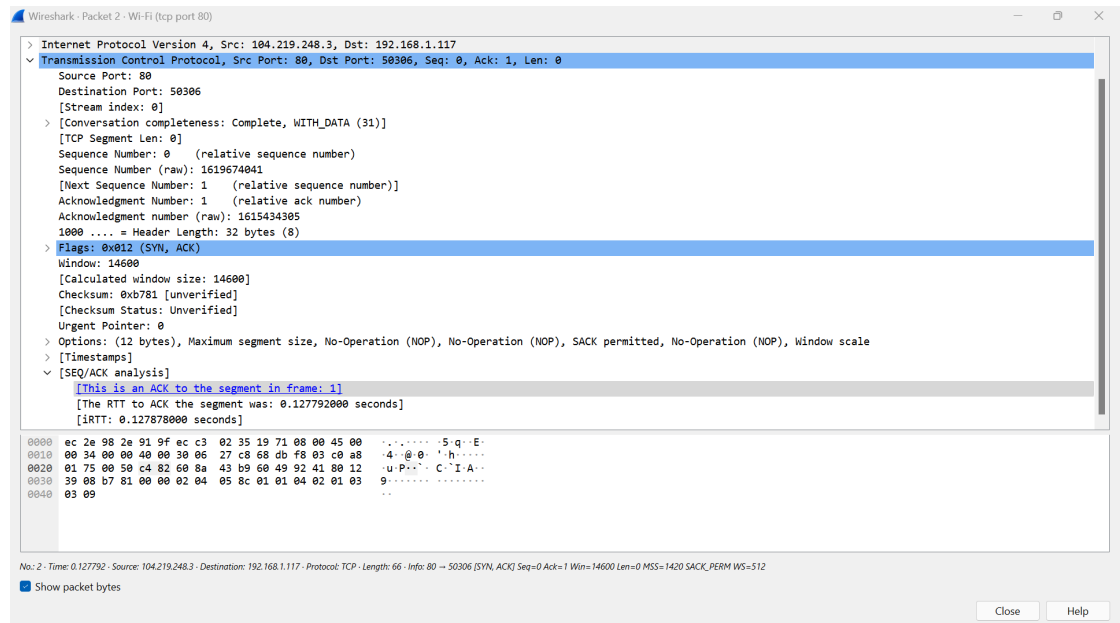 Wireshark · Packet 2 · Wi-Fi (tcp port 80)
Internet Protocol Version 4, Src: 104.219.248.3, Dst: 192.168.1.117
Transmission Control Protocol, Src Port: 80, Dst Port: 50306, Seq: 0, Ack: 1, Len: 0
Source Port: 80
Destination Port: 50306
[Stream index: 0]
[Conversation completeness: Complete, WITH_DATA (31)]
[TCP Segment Len: 0]
Sequence Number: 0    (relative sequence number)
Sequence Number (raw): 1619674041
[Next Sequence Number: 1    (relative sequence number)]
Acknowledgment Number: 1    (relative ack number)
Acknowledgment number (raw): 1615434305
1000 .... = Header Length: 32 bytes (8)
Flags: 0x012 (SYN, ACK)
Window: 14600
[Calculated window size: 14600]
Checksum: 0xb781 [unverified]
[Checksum Status: Unverified]
Urgent Pointer: 0
Options: (12 bytes), Maximum segment size, No-Operation (NOP), No-Operation (NOP), SACK permitted, No-Operation (NOP), Window scale
[Timestamps]
[SEQ/ACK analysis]
[This is an ACK to the segment in frame: 1]
[The RTT to ACK the segment was: 0.127792000 seconds]
[iRTT: 0.127878000 seconds]
0000 ec 2e 98 2e 91 9f ec c3 02 35 19 71 08 00 45 00 ·.·.···· ·5·q··E·
0010 00 34 00 00 40 00 30 06 27 c8 68 db f8 03 c0 a8 ·4··@·0· '·h·····
0020 01 75 00 50 c4 82 60 8a 43 b9 60 49 92 41 80 12 ·u·P··`· C·`I·A··
0030 39 08 b7 81 00 00 02 04 05 8c 01 01 04 02 01 03 9······· ········
0040 03 09 ··
No.: 2 · Time: 0.127792 · Source: 104.219.248.3 · Destination: 192.168.1.117 · Protocol: TCP · Length: 66 · Info: 80 → 50306 [SYN, ACK] Seq=0 Ack=1 Win=14600 Len=0 MSS=1420 SACK_PERM WS=512
Show packet bytes
Close Help